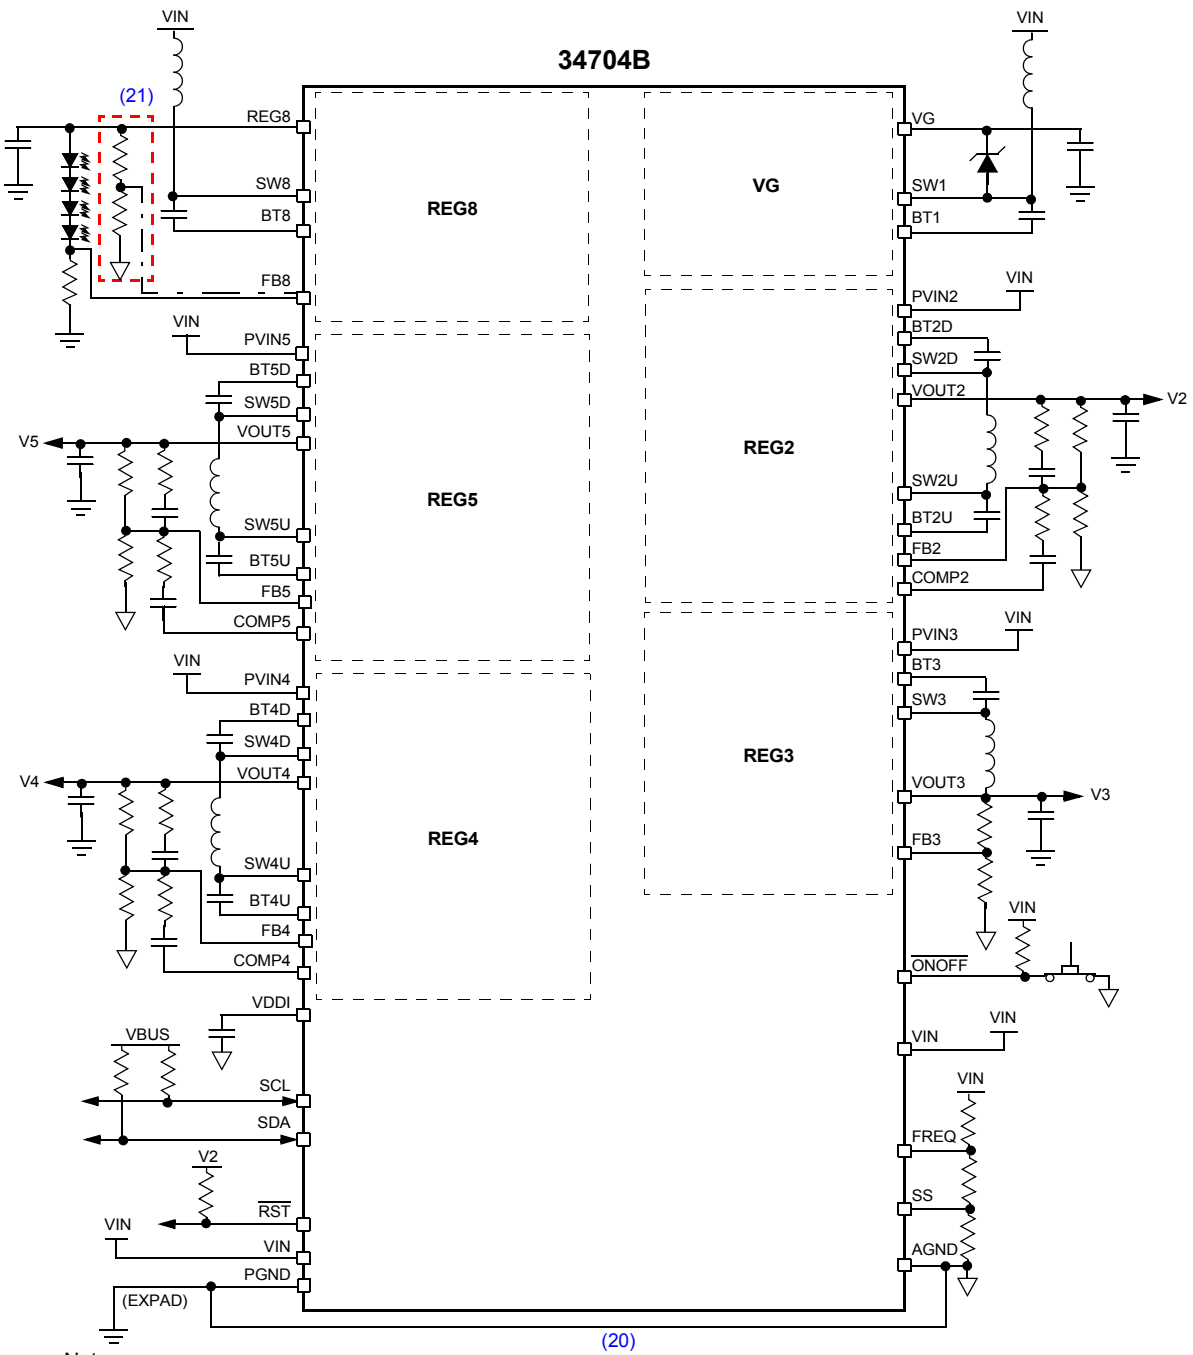 VIN
VIN
34704B
(21)
REG8
VG
SW8
SW1
REG8
VG
BT8
BT1
FB8
VIN
PVIN2
VIN
BT2D
PVIN5
SW2D
BT5D
VOUT2
V2
SW5D
V5
VOUT5
REG2
SW2U
REG5
BT2U
SW5U
FB2
BT5U
COMP2
FB5
COMP5
VIN
PVIN3
VIN
BT3
PVIN4
SW3
BT4D
SW4D
REG3
V4
VOUT4
VOUT3
V3
REG4
FB3
SW4U
BT4U
VIN
FB4
COMP4
ONOFF
VDDI
VIN
VBUS
VIN
SCL
VIN
SDA
FREQ
V2
SS
RST
VIN
VIN
AGND
PGND
(EXPAD)
(20)